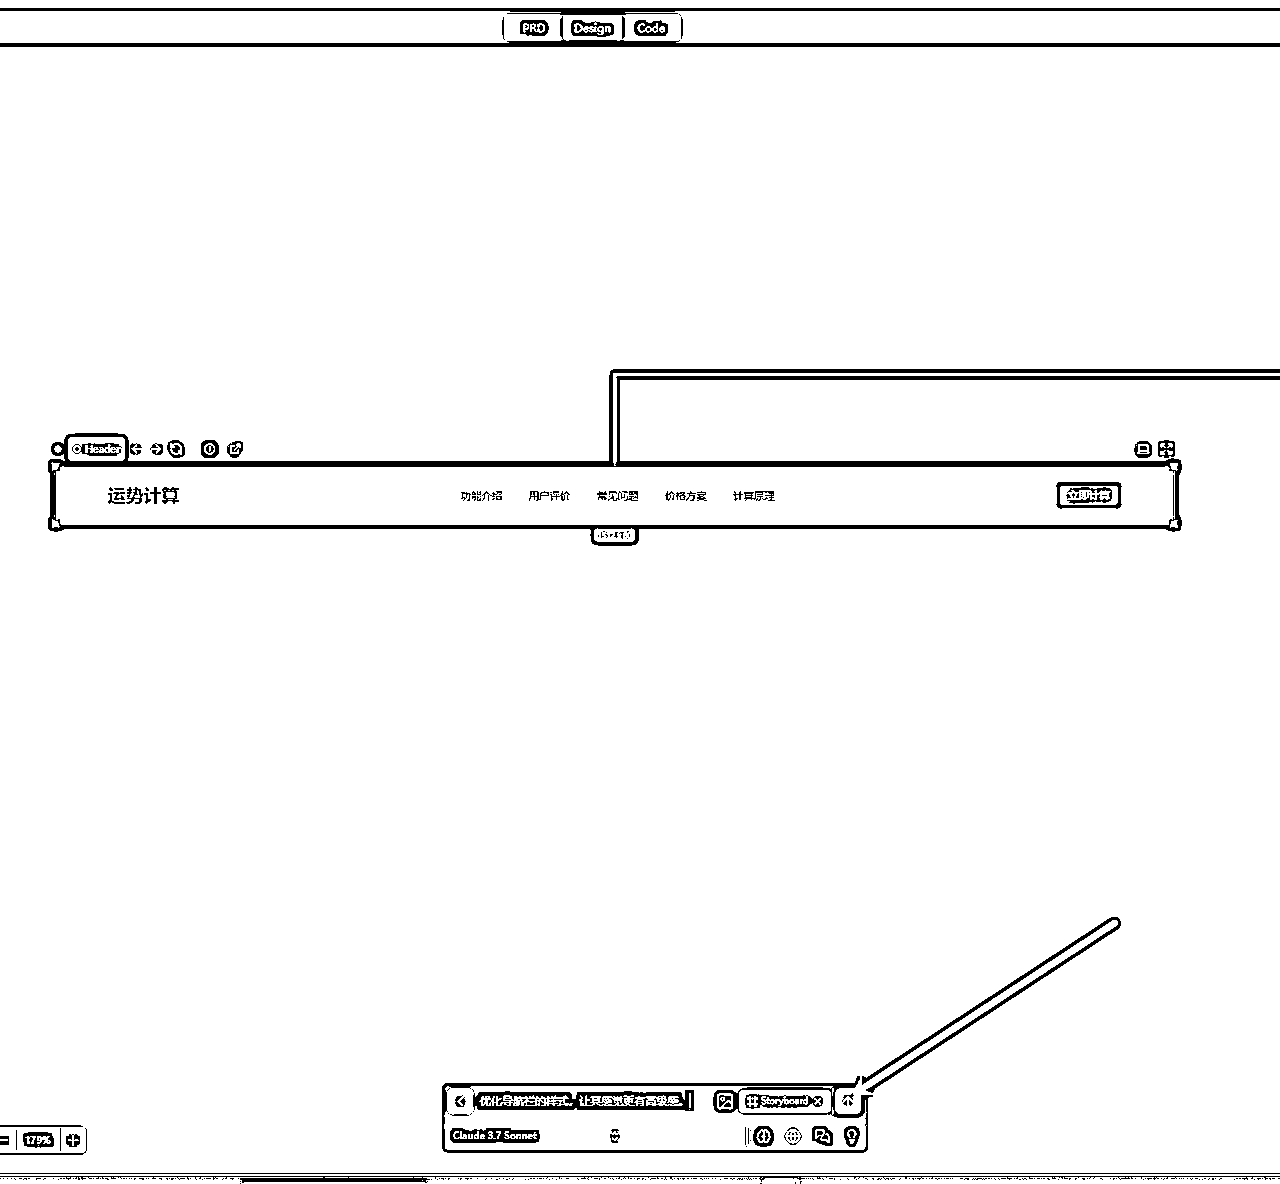 PRD Design Code
Header
运势计算 功能介绍 用户评价 常见问题 价格方案 计算原理 立即计算
优化导航栏的样式，让其感觉更有高级感。 Storyboard
Claude 3.7 Sonnet
179%